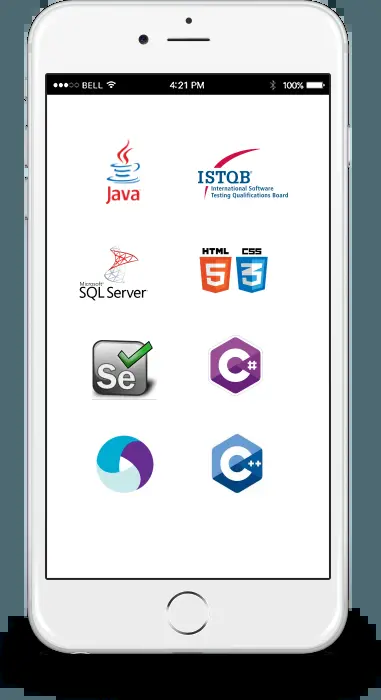 BELL 4:21 PM 100%
Java
ISTQB®
International Software
Testing Qualifications Board
Microsoft®
SQL Server®
HTML CSS
5 3
Se
C#
C++